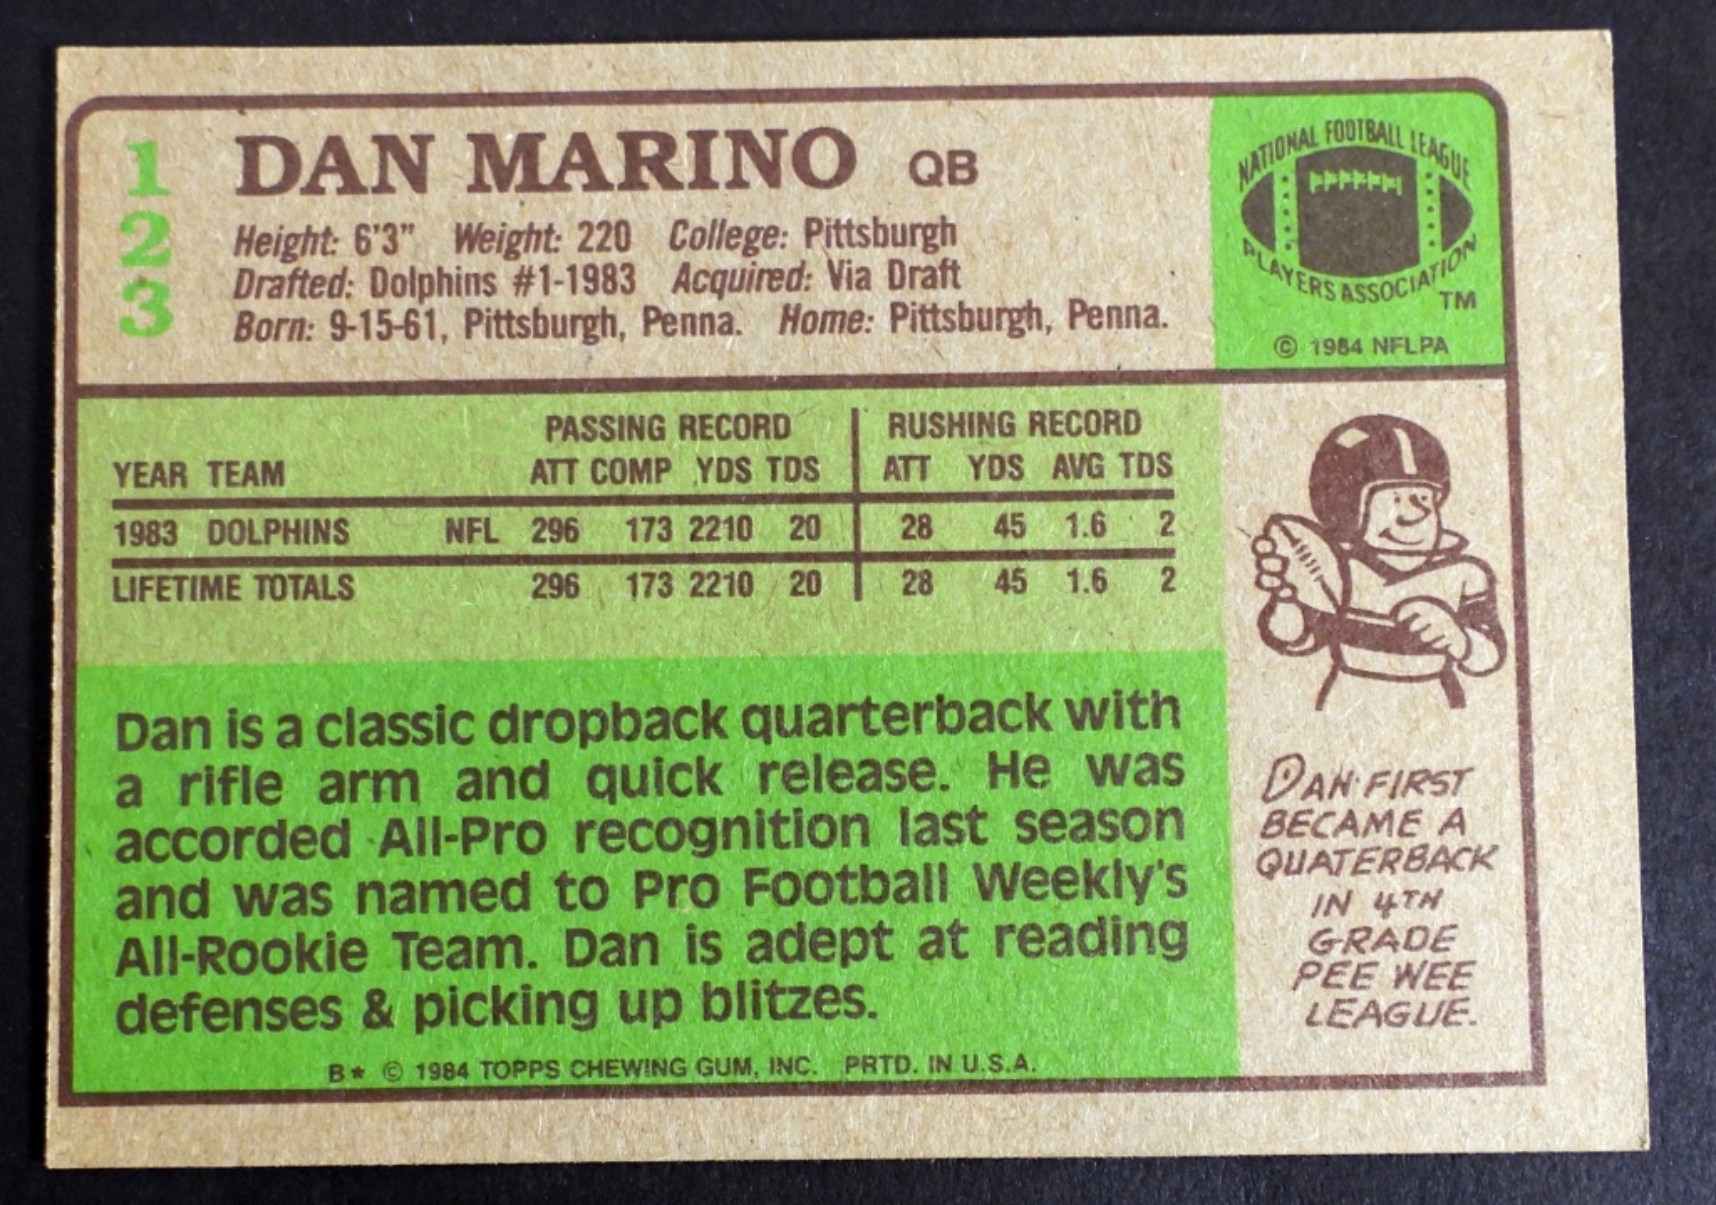 1
2
3
DAN MARINO QB
Height: 6'3" Weight: 220 College: Pittsburgh
Drafted: Dolphins #1-1983 Acquired: Via Draft
Born: 9-15-61, Pittsburgh, Penna. Home: Pittsburgh, Penna.
NATIONAL FOOTBALL LEAGUE
PLAYERS ASSOCIATION
TM
© 1984 NFLPA
PASSING RECORD RUSHING RECORD
YEAR TEAM ATT COMP YDS TDS ATT YDS AVG TDS
1983 DOLPHINS NFL 296 173 2210 20 28 45 1.6 2
LIFETIME TOTALS 296 173 2210 20 28 45 1.6 2
Dan is a classic dropback quarterback with
a rifle arm and quick release. He was
accorded All-Pro recognition last season
and was named to Pro Football Weekly's
All-Rookie Team. Dan is adept at reading
defenses & picking up blitzes.
B* © 1984 TOPPS CHEWING GUM, INC. PRTD. IN U.S.A.
DAN FIRST
BECAME A
QUATERBACK
IN 4TH
GRADE
PEE WEE
LEAGUE.